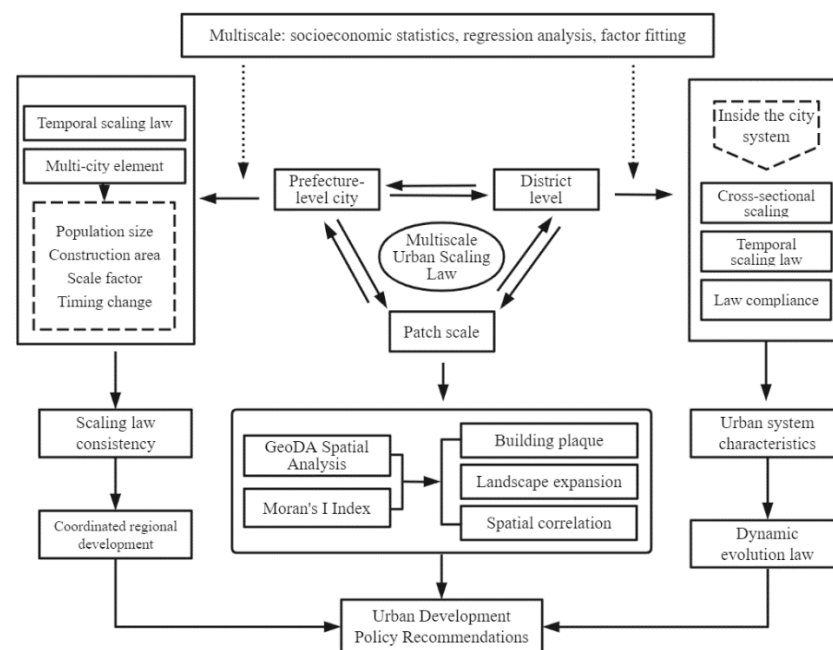 Multiscale: socioeconomic statistics, regression analysis, factor fitting
Temporal scaling law
Multi-city element
Population size
Construction area
Scale factor
Timing change
Prefecture-
level city
District
level
Multiscale
Urban Scaling
Law
Patch scale
Inside the city
system
Cross-sectional
scaling
Temporal
scaling law
Law compliance
Scaling law
consistency
Coordinated regional
development
GeoDA Spatial
Analysis
Moran's I Index
Building plaque
Landscape expansion
Spatial correlation
Urban system
characteristics
Dynamic
evolution law
Urban Development
Policy Recommendations